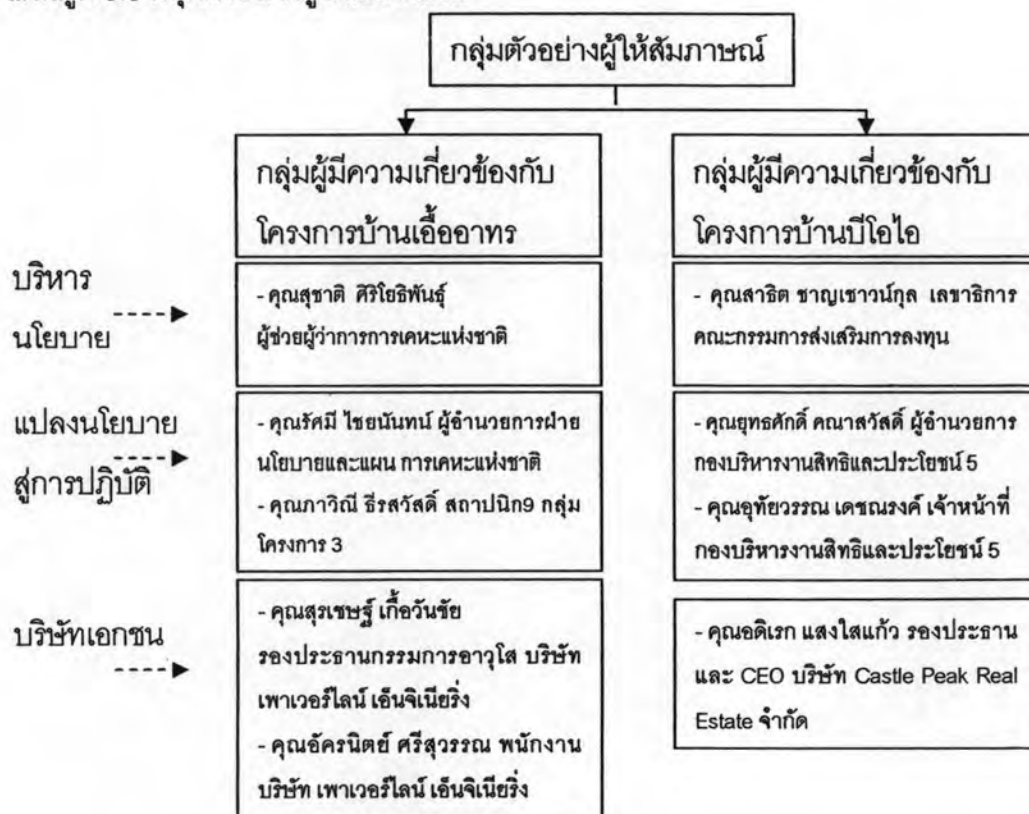 กลุ่มตัวอย่างผู้ให้สัมภาษณ์
กลุ่มผู้มีความเกี่ยวข้องกับ
โครงการบ้านเอื้ออาทร
กลุ่มผู้มีความเกี่ยวข้องกับ
โครงการบ้านบีโอไอ
บริหาร
นโยบาย
- คุณสุชาติ ศิริโยธิพันธุ์
ผู้ช่วยผู้ว่าการการเคหะแห่งชาติ
- คุณสาธิต ชาญเชาวน์กุล เลขาธิการ
คณะกรรมการส่งเสริมการลงทุน
แปลงนโยบาย
สู่การปฏิบัติ
- คุณรัศมี ไชยนันทน์ ผู้อำนวยการฝ่าย
นโยบายและแผน การเคหะแห่งชาติ
- คุณภาวิณี ธีรสวัสดิ์ สถาปนิก9 กลุ่ม
โครงการ 3
- คุณยุทธศักดิ์ คณาสวัสดิ์ ผู้อำนวยการ
กองบริหารงานสิทธิและประโยชน์ 5
- คุณอุทัยวรรณ เดชณรงค์ เจ้าหน้าที่
กองบริหารงานสิทธิและประโยชน์ 5
บริษัทเอกชน
- คุณสุรเชษฐ์ เกื้อวันชัย
รองประธานกรรมการอาวุโส บริษัท
เพาเวอร์ไลน์ เอ็นจิเนียริ่ง
- คุณอัครนิตย์ ศรีสุวรรณ พนักงาน
บริษัท เพาเวอร์ไลน์ เอ็นจิเนียริ่ง
- คุณอดิเรก แสงใสแก้ว รองประธาน
และ CEO บริษัท Castle Peak Real
Estate จำกัด